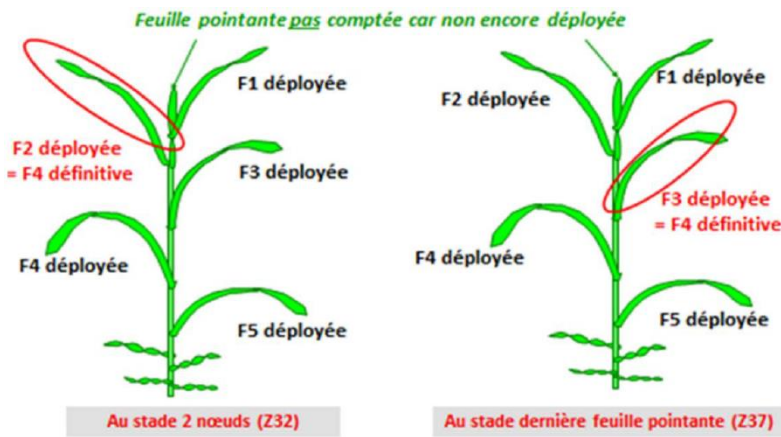 Feuille pointante pas comptée car non encore déployée
F1 déployée
F2 déployée
= F4 définitive
F3 déployée
F4 déployée
F5 déployée
Au stade 2 nœuds (Z32)
F1 déployée
F2 déployée
F3 déployée
= F4 définitive
F4 déployée
F5 déployée
Au stade dernière feuille pointante (Z37)